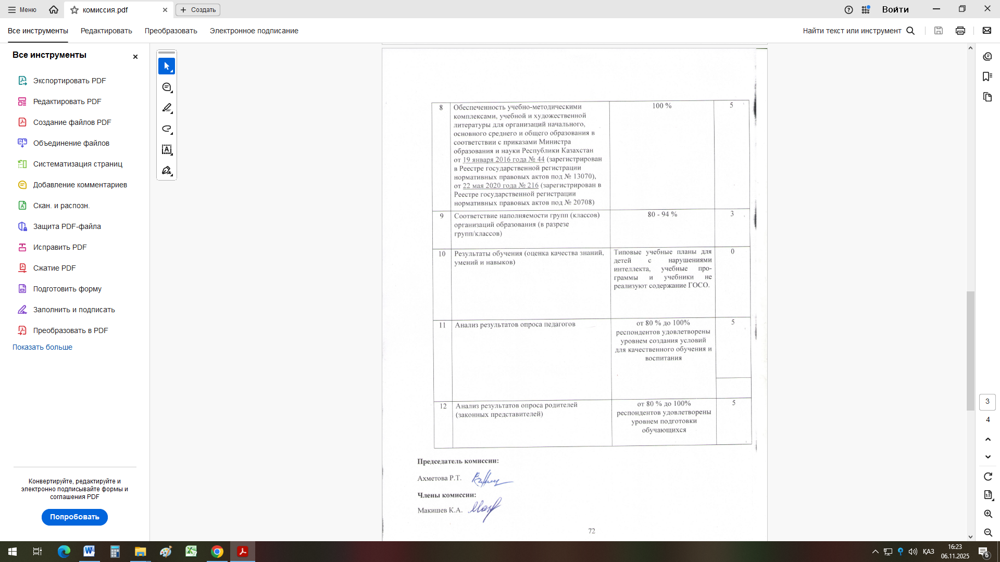 Меню
комиссия.pdf
Создать
Войти
Все инструменты
Редактировать
Преобразовать
Электронное подписание
Найти текст или инструмент
Все инструменты
Экспортировать PDF
Редактировать PDF
Создание файлов PDF
Объединение файлов
Систематизация страниц
Добавление комментариев
Скан. и распозн.
Защита PDF-файла
Исправить PDF
Сжатие PDF
Подготовить форму
Заполнить и подписать
Преобразовать в PDF
Показать больше
Конвертируйте, редактируйте и
электронно подписывайте формы и
соглашения PDF
Попробовать
8 Обеспеченность учебно-методическими 100 % 5
комплексами, учебной и художественной
литературы для организаций начального,
основного среднего и общего образования в
соответствии с приказами Министра
образования и науки Республики Казахстан
от 19 января 2016 года № 44 (зарегистрирован
в Реестре государственной регистрации
нормативных правовых актов под № 13070),
от 22 мая 2020 года № 216 (зарегистрирован в
Реестре государственной регистрации
нормативных правовых актов под № 20708)
9 Соответствие наполняемости групп (классов) 80 - 94 % 3
организаций образования (в разрезе
групп/классов)
10 Результаты обучения (оценка качества знаний,
умений и навыков)
Типовые учебные планы для 0
детей с нарушениями
интеллекта, учебные про-
граммы и учебники не
реализуют содержание ГОСО.
11 Анализ результатов опроса педагогов
от 80 % до 100% 5
респондентов удовлетворены
уровнем создания условий
для качественного обучения и
воспитания
12 Анализ результатов опроса родителей
(законных представителей)
от 80 % до 100% 5
респондентов удовлетворены
уровнем подготовки
обучающихся
Председатель комиссии:
Ахметова Р.Т.
Члены комиссии:
Макишев К.А.
72
3
4
1:1
ҚАЗ
16:23
06.11.2025
6